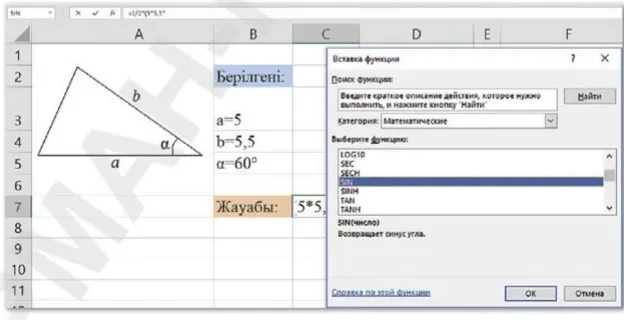 SIN
=1/2*(5*5,5*
A B C D E F
1
2
3
4
5
6
7
8
9
10
11
b
α
a
Берілгені:
a=5
b=5,5
α=60°
Жауабы:
5*5,
Вставка функции
?
Поиск функции:
Введите краткое описание действия, которое нужно
выполнить, и нажмите кнопку "Найти"
Найти
Категория: Математические
Выберите функцию:
LOG10
SEC
SECH
SIN
SINH
TAN
TANH
SIN(число)
Возвращает синус угла.
Справка по этой функции
ОК
Отмена